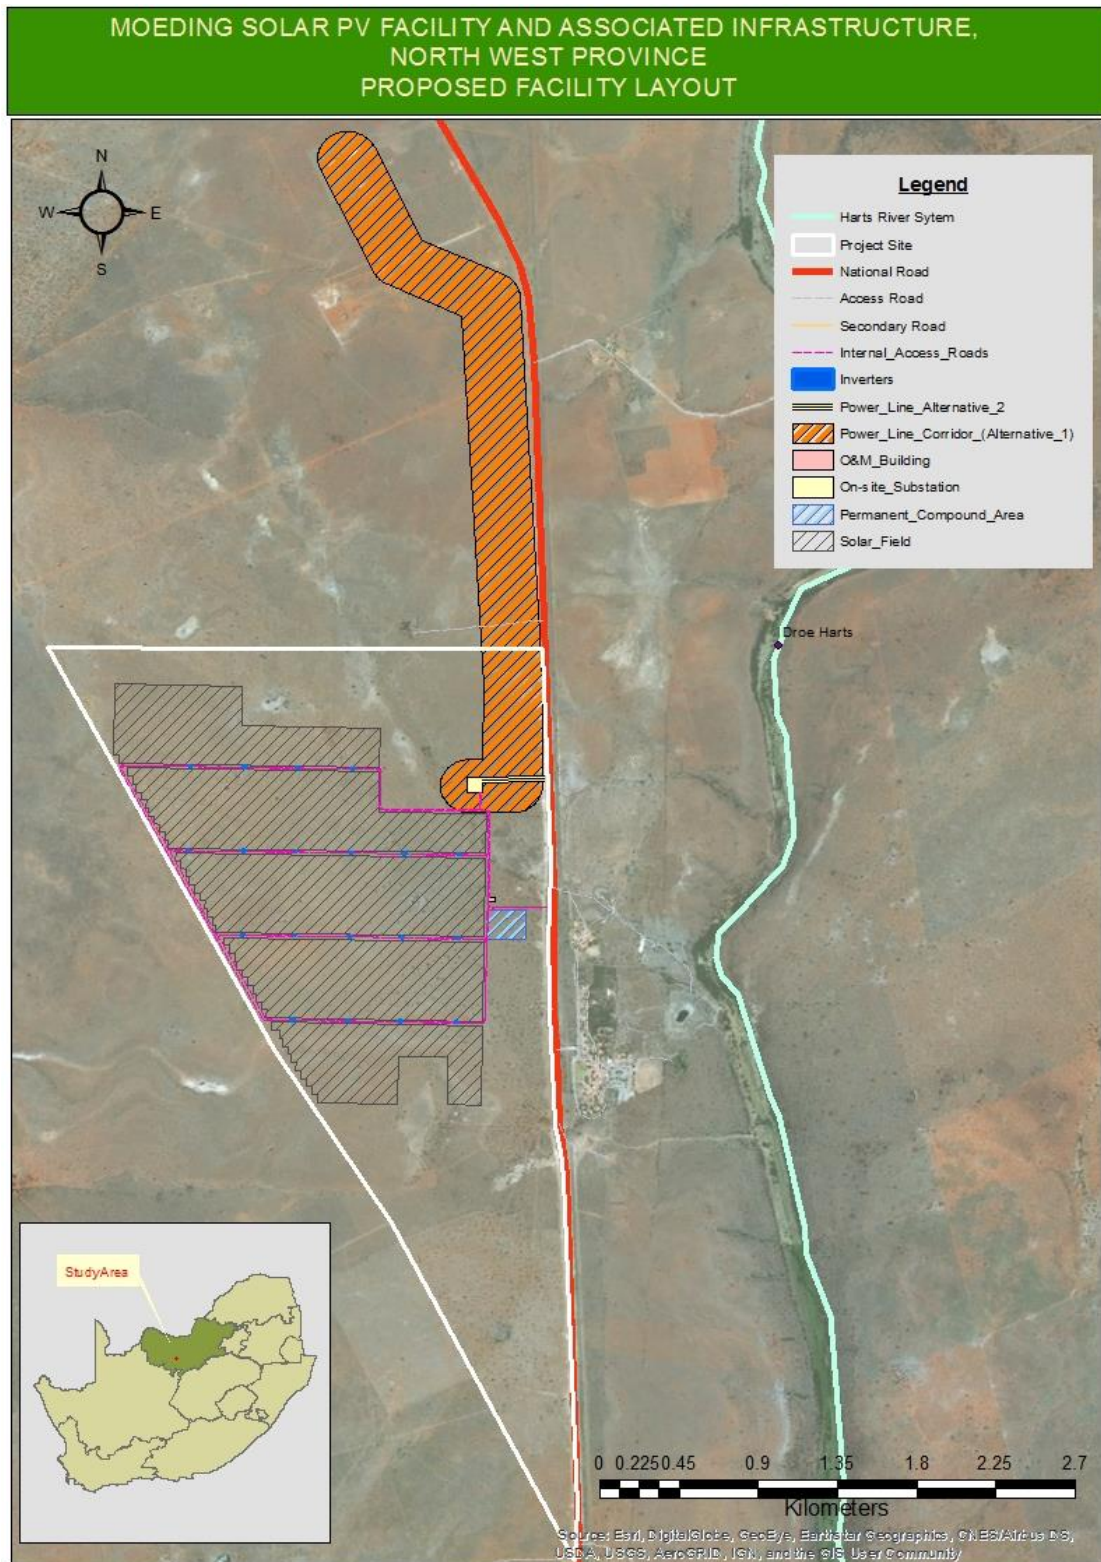 MOEDING SOLAR PV FACILITY AND ASSOCIATED INFRASTRUCTURE,
NORTH WEST PROVINCE
PROPOSED FACILITY LAYOUT
N
W
E
S
Legend
Harts River Sytem
Project Site
National Road
Access Road
Secondary Road
Internal_Access_Roads
Inverters
Power_Line_Alternative_2
Power_Line_Corridor_(Alternative_1)
O&M_Building
On-site_Substation
Permanent_Compound_Area
Solar_Field
Droe Harts
StudyArea
0 0.225 0.45 0.9 1.35 1.8 2.25 2.7
Kilometers
Source: Esri, DigitalGlobe, GeoEye, Earthstar Geographics, CNES/Airbus DS,
USDA, USGS, AeroGRID, IGN, and the GIS User Community